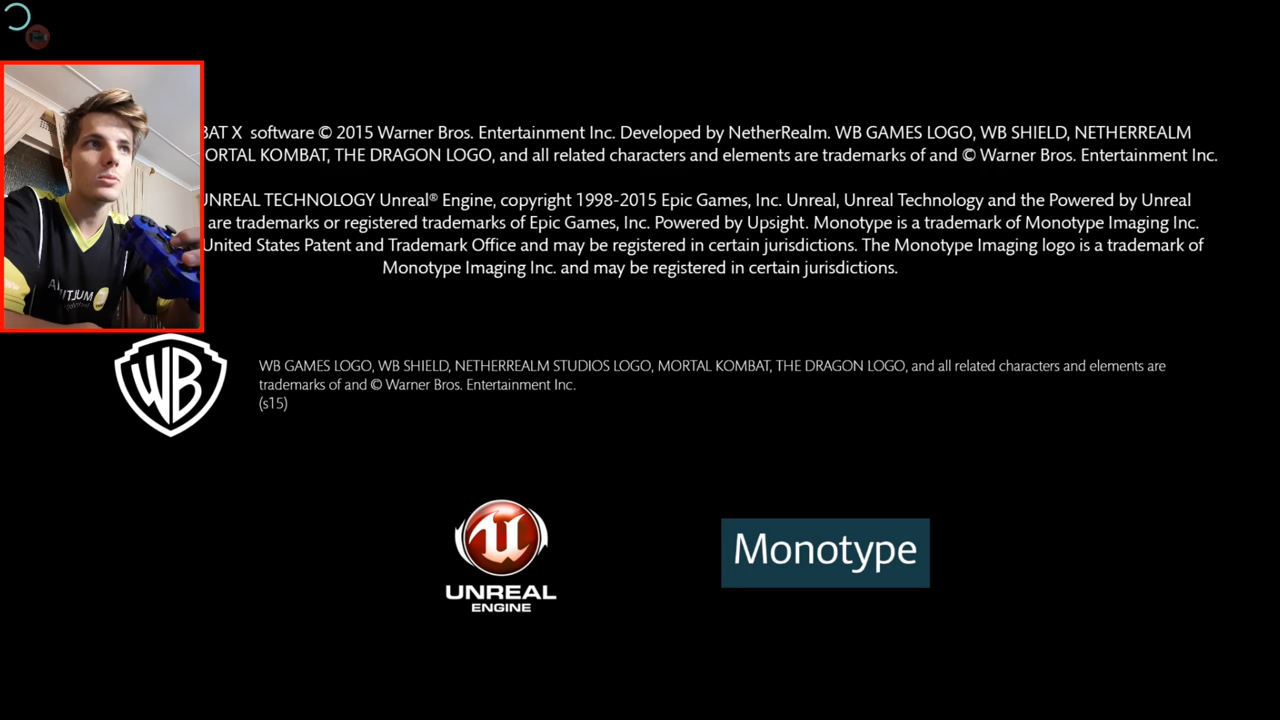 BAT X software © 2015 Warner Bros. Entertainment Inc. Developed by NetherRealm. WB GAMES LOGO, WB SHIELD, NETHERREALM
ORTAL KOMBAT, THE DRAGON LOGO, and all related characters and elements are trademarks of and © Warner Bros. Entertainment Inc.
UNREAL TECHNOLOGY Unreal® Engine, copyright 1998-2015 Epic Games, Inc. Unreal, Unreal Technology and the Powered by Unreal
are trademarks or registered trademarks of Epic Games, Inc. Powered by Upsight. Monotype is a trademark of Monotype Imaging Inc.
United States Patent and Trademark Office and may be registered in certain jurisdictions. The Monotype Imaging logo is a trademark of
Monotype Imaging Inc. and may be registered in certain jurisdictions.
WB
WB GAMES LOGO, WB SHIELD, NETHERREALM STUDIOS LOGO, MORTAL KOMBAT, THE DRAGON LOGO, and all related characters and elements are
trademarks of and © Warner Bros. Entertainment Inc.
(s15)
UNREAL
ENGINE
Monotype